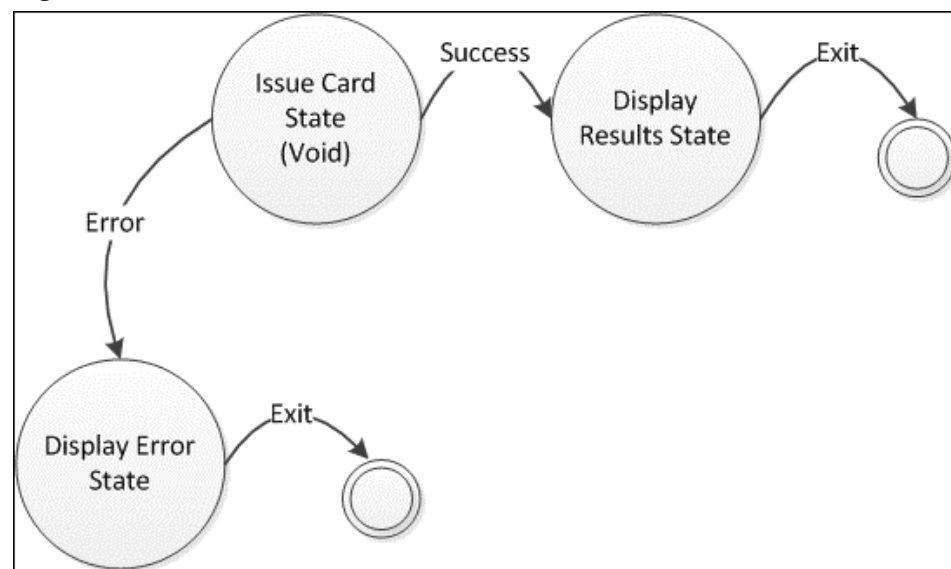 Issue Card
State
(Void)
Success
Display
Results State
Exit
Error
Display Error
State
Exit